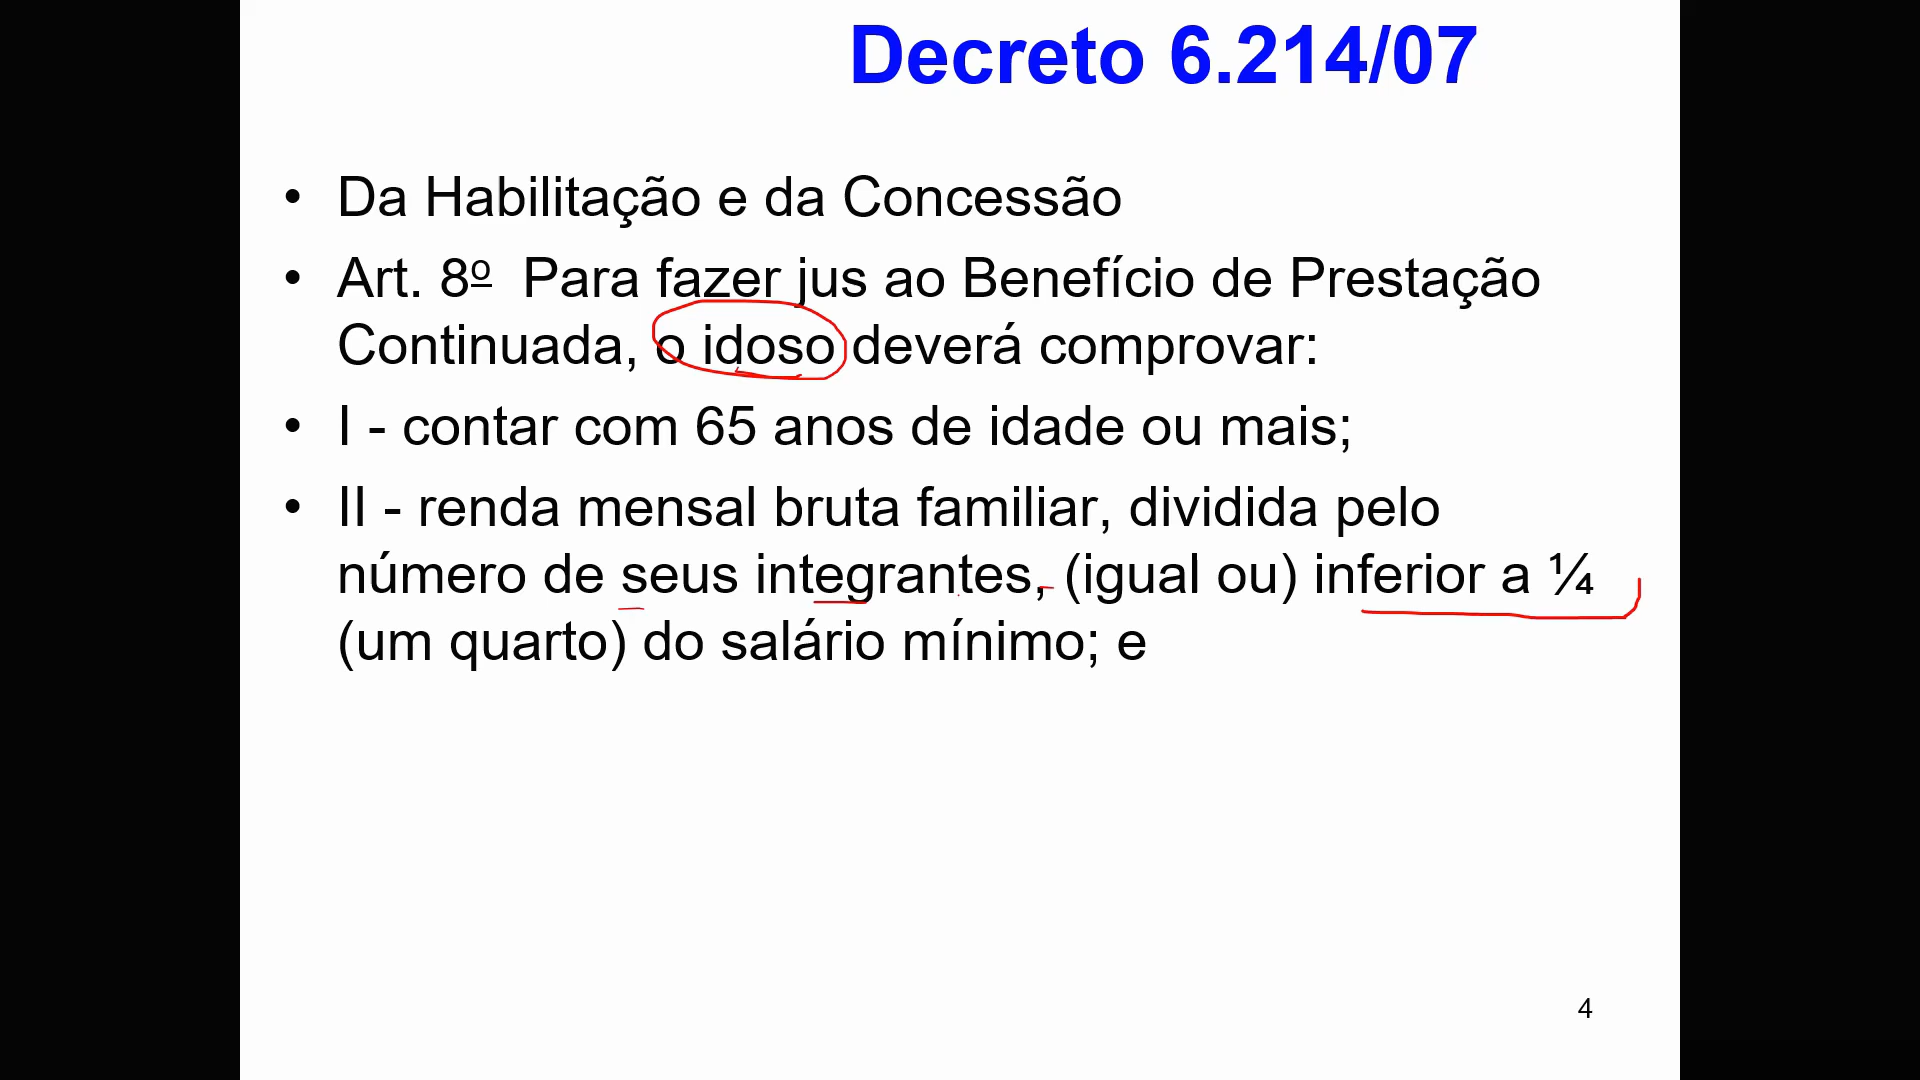 Decreto 6.214/07
• Da Habilitação e da Concessão
• Art. 8º Para fazer jus ao Benefício de Prestação
Continuada, o idoso deverá comprovar:
• I - contar com 65 anos de idade ou mais;
• II - renda mensal bruta familiar, dividida pelo
número de seus integrantes, (igual ou) inferior a ¼
(um quarto) do salário mínimo; e
4